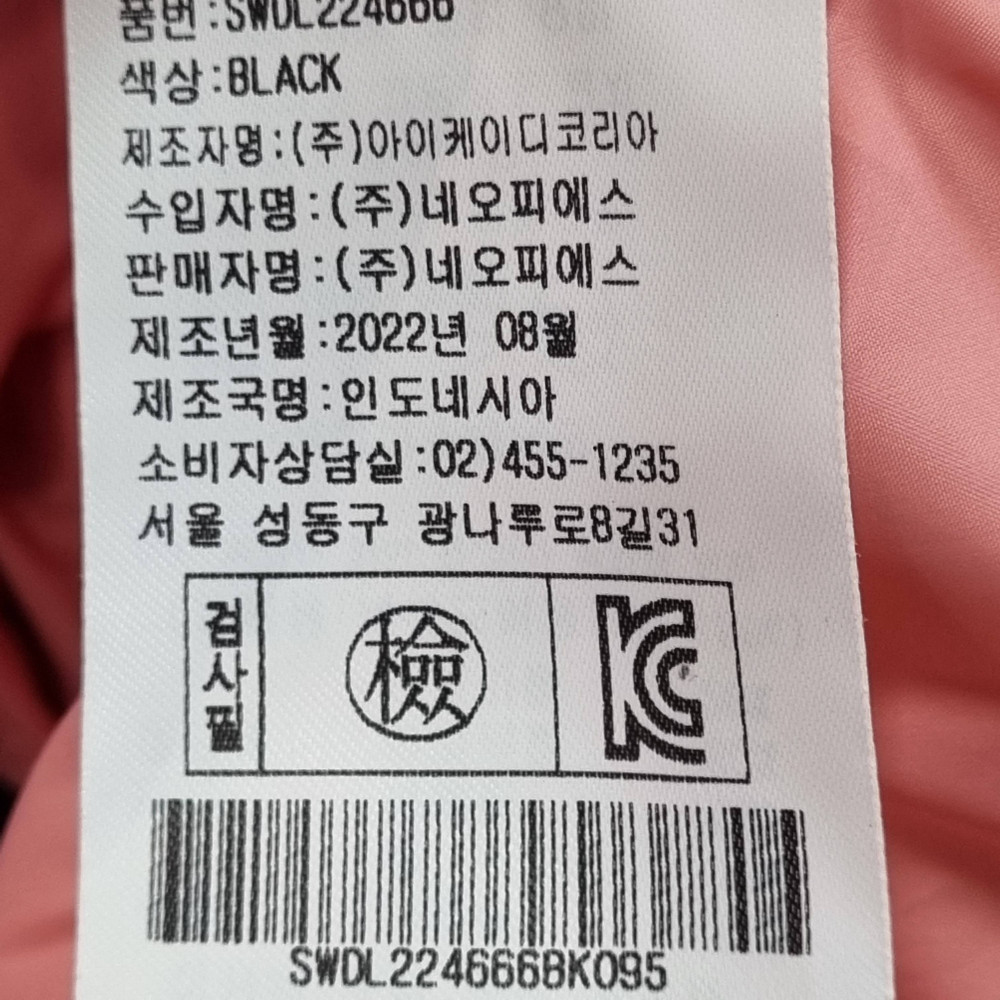 품번:SWDL224666
색상:BLACK
제조자명:(주)아이케이디코리아
수입자명:(주)네오피에스
판매자명:(주)네오피에스
제조년월:2022년 08월
제조국명:인도네시아
소비자상담실:02)455-1235
서울 성동구 광나루로8길31
검사필
檢
KC
SWDL224666BK095